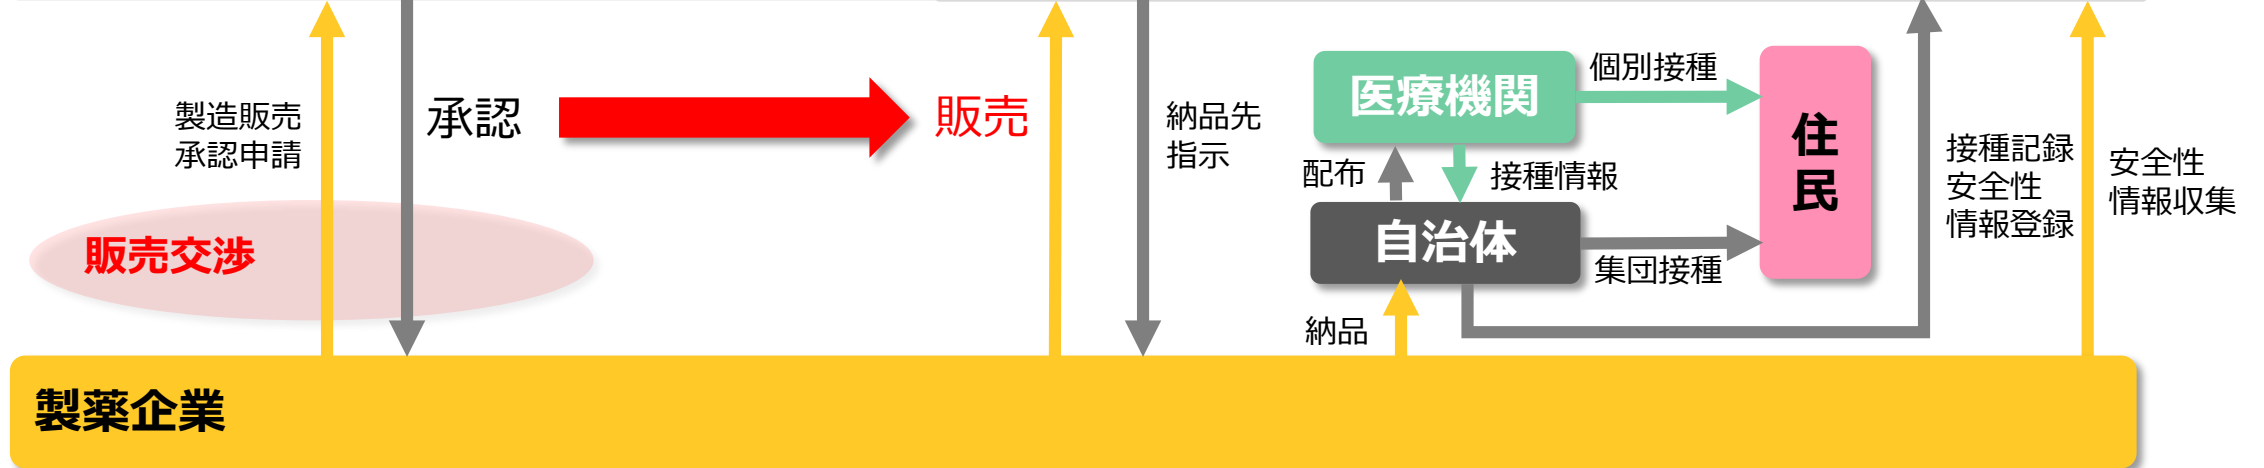 製造販売
承認申請
承認
販売
納品先
指示
医療機関
個別接種
住
民
配布
接種情報
自治体
集団接種
納品
接種記録
安全性
情報登録
安全性
情報収集
販売交渉
製薬企業